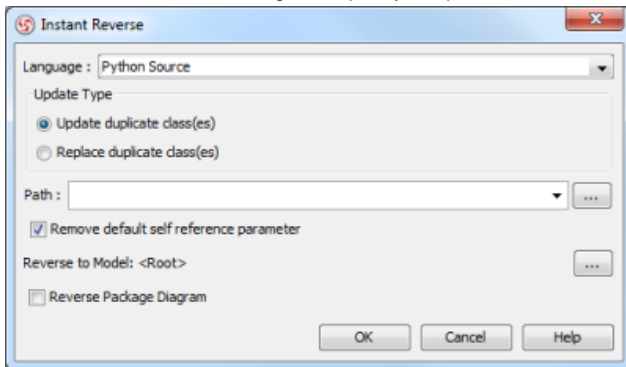 Instant Reverse
Language : Python Source
Update Type
Update duplicate class(es)
Replace duplicate class(es)
Path :
...
Remove default self reference parameter
Reverse to Model: <Root>
...
Reverse Package Diagram
OK Cancel Help